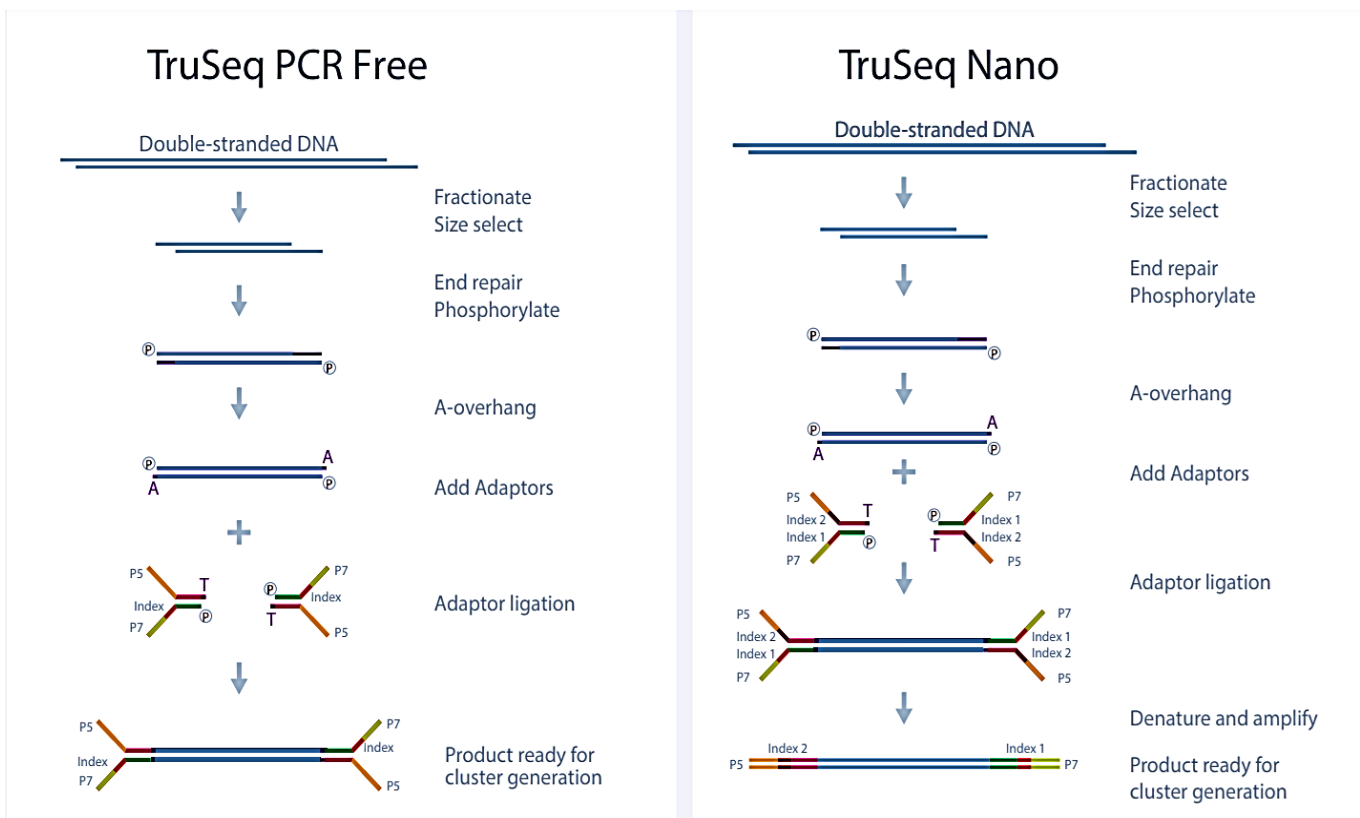 TruSeq PCR Free
Double-stranded DNA
Fractionate
Size select
End repair
Phosphorylate
P
P
A-overhang
P
A
A
P
Add Adaptors
P5
T
Index
P7
P
P
P7
Index
T
P5
Adaptor ligation
P5
P7
Index
Index
P7
P5
Product ready for
cluster generation
TruSeq Nano
Double-stranded DNA
Fractionate
Size select
End repair
Phosphorylate
P
P
A-overhang
P
A
A
P
Add Adaptors
P5
T
Index 2
Index 1
P
P7
P
P7
Index 1
Index 2
T
P5
Adaptor ligation
P5
P7
Index 2
Index 1
Index 1
Index 2
P7
P5
Denature and amplify
Index 2
Index 1
P5
P7
Product ready for
cluster generation